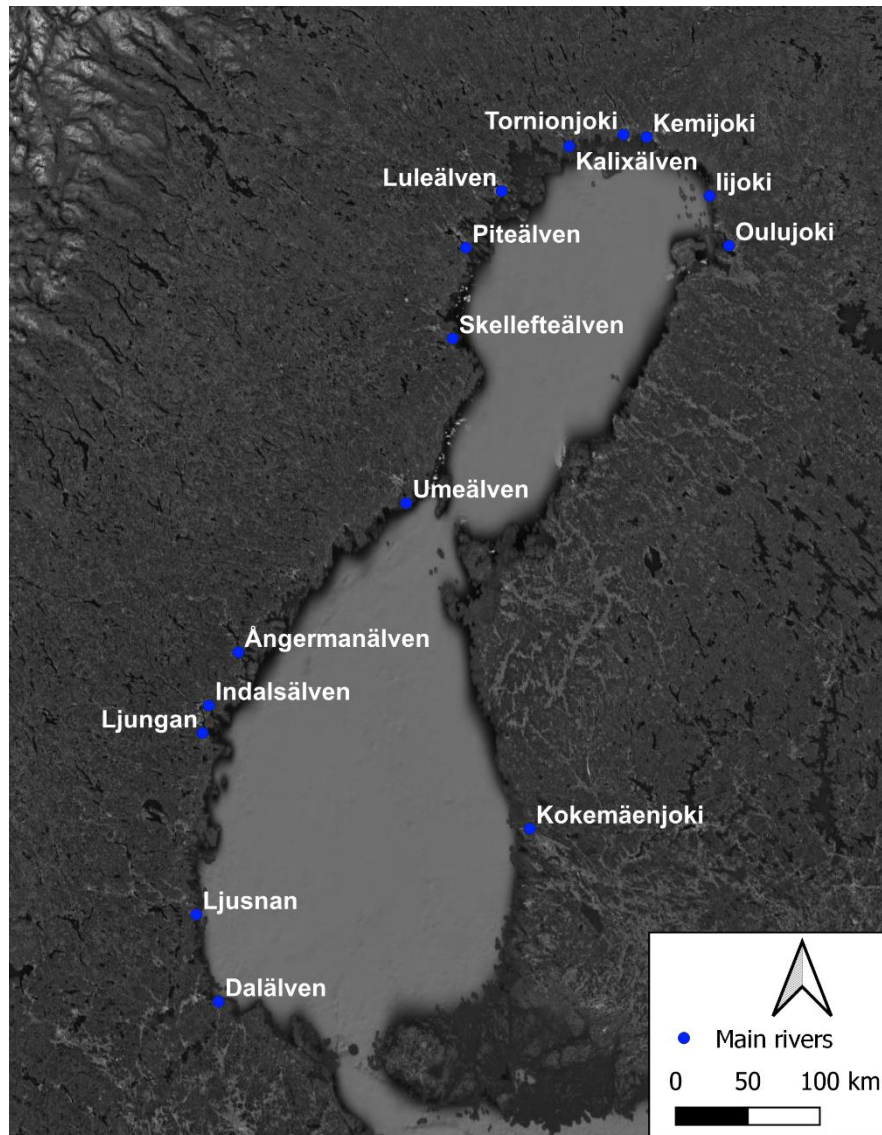 Tornionjoki
Kemijoki
Kalixälven
Luleälven
Iijoki
Piteälven
Oulujoki
Skellefteälven
Umeälven
Ångermanälven
Indalsälven
Ljungan
Kokemäenjoki
Ljusnan
Dalälven
Main rivers
0 50 100 km